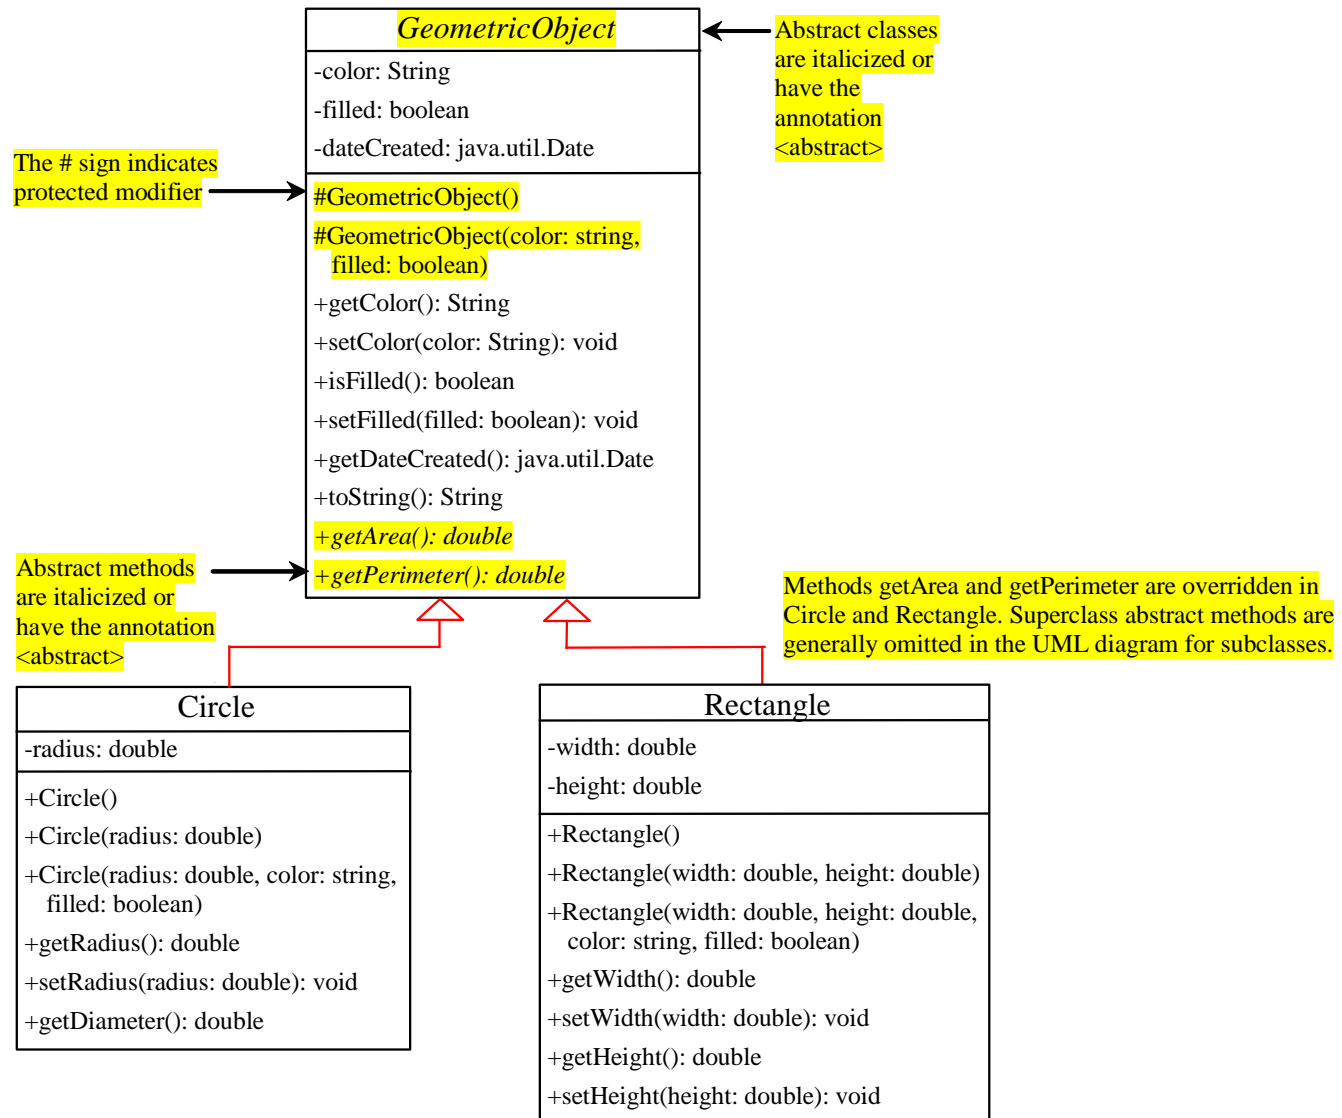 GeometricObject
-color: String
-filled: boolean
-dateCreated: java.util.Date
#GeometricObject()
#GeometricObject(color: string,
filled: boolean)
+getColor(): String
+setColor(color: String): void
+isFilled(): boolean
+setFilled(filled: boolean): void
+getDateCreated(): java.util.Date
+toString(): String
+getArea(): double
+getPerimeter(): double
Abstract classes
are italicized or
have the
annotation
<abstract>
The # sign indicates
protected modifier
Abstract methods
are italicized or
have the annotation
<abstract>
Methods getArea and getPerimeter are overridden in
Circle and Rectangle. Superclass abstract methods are
generally omitted in the UML diagram for subclasses.
Circle
-radius: double
+Circle()
+Circle(radius: double)
+Circle(radius: double, color: string,
filled: boolean)
+getRadius(): double
+setRadius(radius: double): void
+getDiameter(): double
Rectangle
-width: double
-height: double
+Rectangle()
+Rectangle(width: double, height: double)
+Rectangle(width: double, height: double,
color: string, filled: boolean)
+getWidth(): double
+setWidth(width: double): void
+getHeight(): double
+setHeight(height: double): void